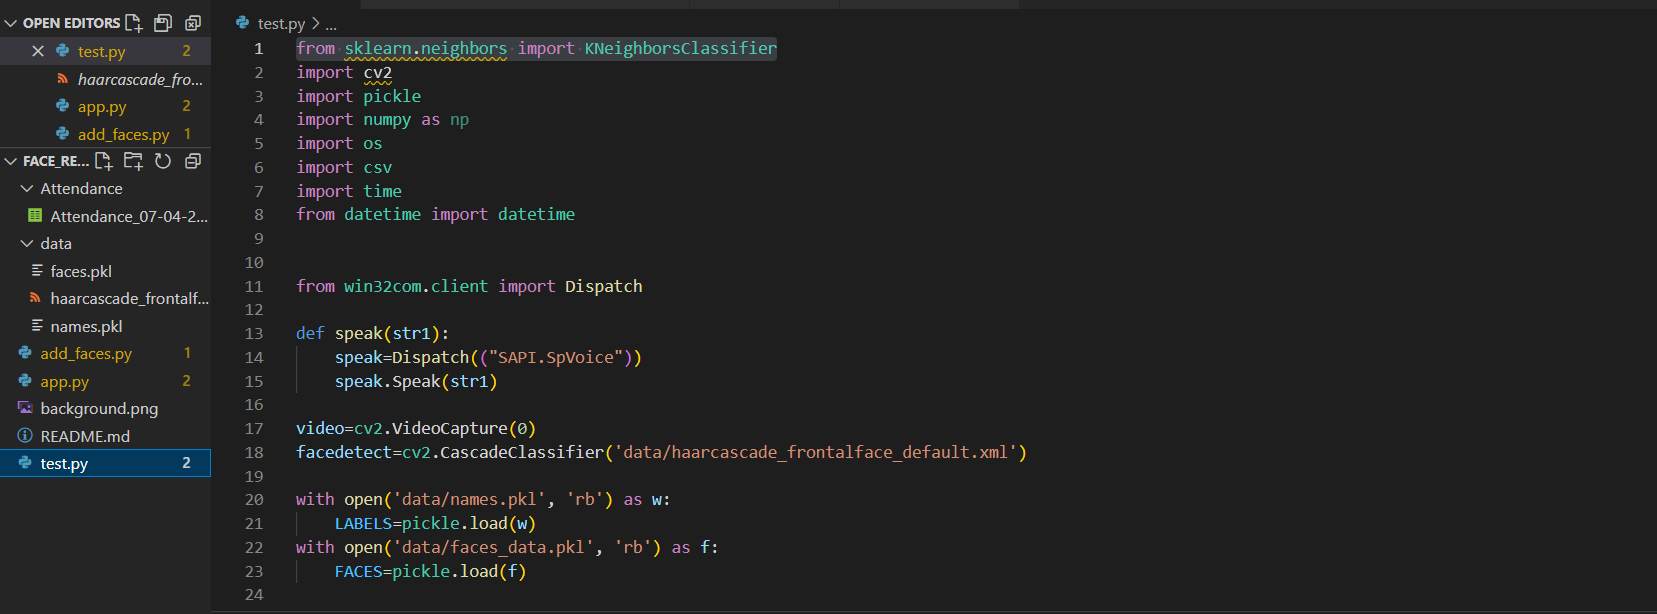 OPEN EDITORS
test.py 2
haarcascade_fro...
app.py 2
add_faces.py 1
FACE_RE...
Attendance
Attendance_07-04-2...
data
faces.pkl
haarcascade_frontalf...
names.pkl
add_faces.py 1
app.py 2
background.png
README.md
test.py 2
test.py > ...
1 from sklearn.neighbors import KNeighborsClassifier
2 import cv2
3 import pickle
4 import numpy as np
5 import os
6 import csv
7 import time
8 from datetime import datetime
9
10
11 from win32com.client import Dispatch
12
13 def speak(str1):
14     speak=Dispatch(("SAPI.SpVoice"))
15     speak.Speak(str1)
16
17 video=cv2.VideoCapture(0)
18 facedetect=cv2.CascadeClassifier('data/haarcascade_frontalface_default.xml')
19
20 with open('data/names.pkl', 'rb') as w:
21     LABELS=pickle.load(w)
22 with open('data/faces_data.pkl', 'rb') as f:
23     FACES=pickle.load(f)
24